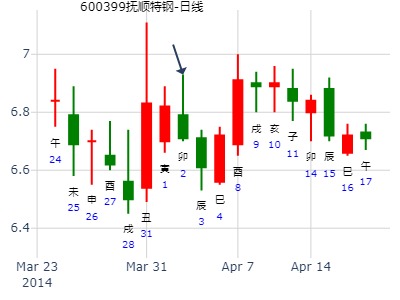 600399抚顺特钢-日线
7
6.8
6.6
6.4
午
24
未
25
申
26
酉
27
戌
28
丑
31
寅
1
卯
2
辰
3
巳
4
酉
8
戌
9
亥
10
子
11
卯
14
辰
15
巳
16
午
17
Mar 23
2014
Mar 31
Apr 7
Apr 14